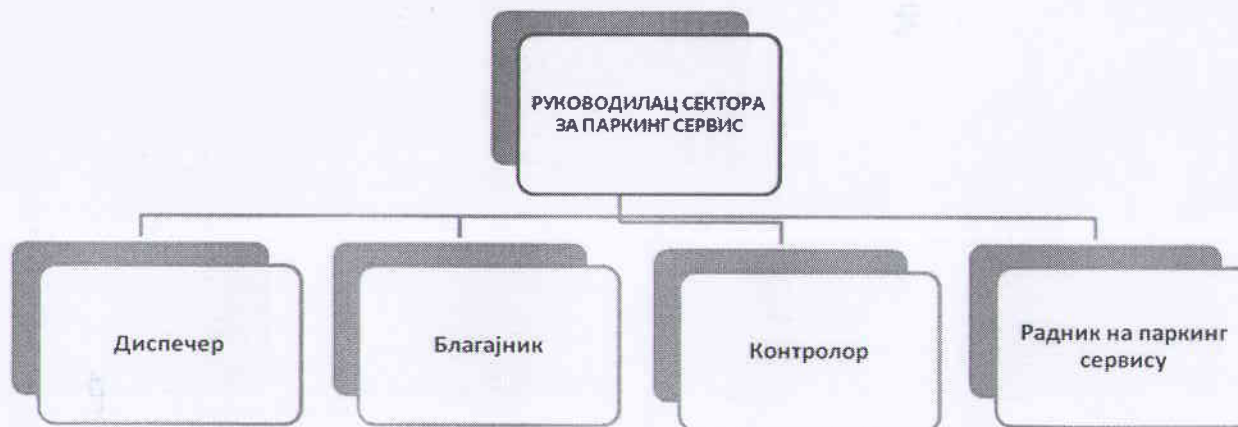 РУКОВОДИЛАЦ СЕКТОРА
ЗА ПАРКИНГ СЕРВИС
Диспечер
Благајник
Контролор
Радник на паркинг
сервису